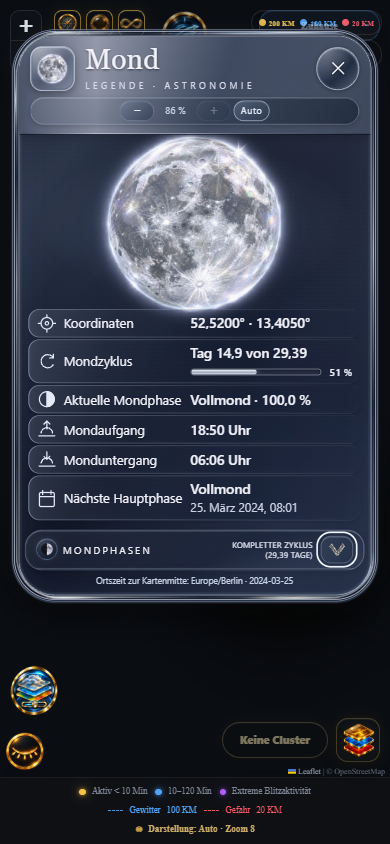 200 KM
20 KM
Mond
LEGENDE · ASTRONOMIE
− 86 % + Auto
Koordinaten 52,5200° · 13,4050°
Mondzyklus Tag 14,9 von 29,39
51 %
Aktuelle Mondphase Vollmond · 100,0 %
Mondaufgang 18:50 Uhr
Monduntergang 06:06 Uhr
Nächste Hauptphase Vollmond
25. März 2024, 08:01
MONDPHASEN
KOMPLETTER ZYKLUS
(29,39 TAGE)
Ortszeit zur Kartenmitte: Europe/Berlin · 2024-03-25
Keine Cluster
Leaflet | © OpenStreetMap
Aktiv < 10 Min 10–120 Min Extreme Blitzaktivität
Gewitter 100 KM Gefahr 20 KM
Darstellung: Auto · Zoom 8